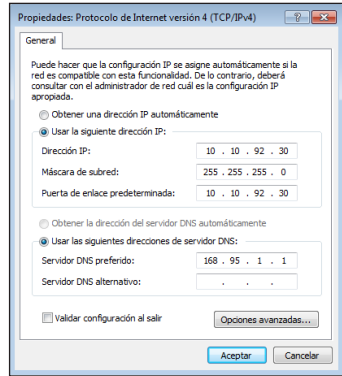 Propiedades: Protocolo de Internet versión 4 (TCP/IPv4)
General
Puede hacer que la configuración IP se asigne automáticamente si la
red es compatible con esta funcionalidad. De lo contrario, deberá
consultar con el administrador de red cuál es la configuración IP
apropiada.
Obtener una dirección IP automáticamente
Usar la siguiente dirección IP:
Dirección IP: 10 . 10 . 92 . 30
Máscara de subred: 255 . 255 . 255 . 0
Puerta de enlace predeterminada: 10 . 10 . 92 . 30
Obtener la dirección del servidor DNS automáticamente
Usar las siguientes direcciones de servidor DNS:
Servidor DNS preferido: 168 . 95 . 1 . 1
Servidor DNS alternativo: . . .
Validar configuración al salir
Opciones avanzadas...
Aceptar Cancelar